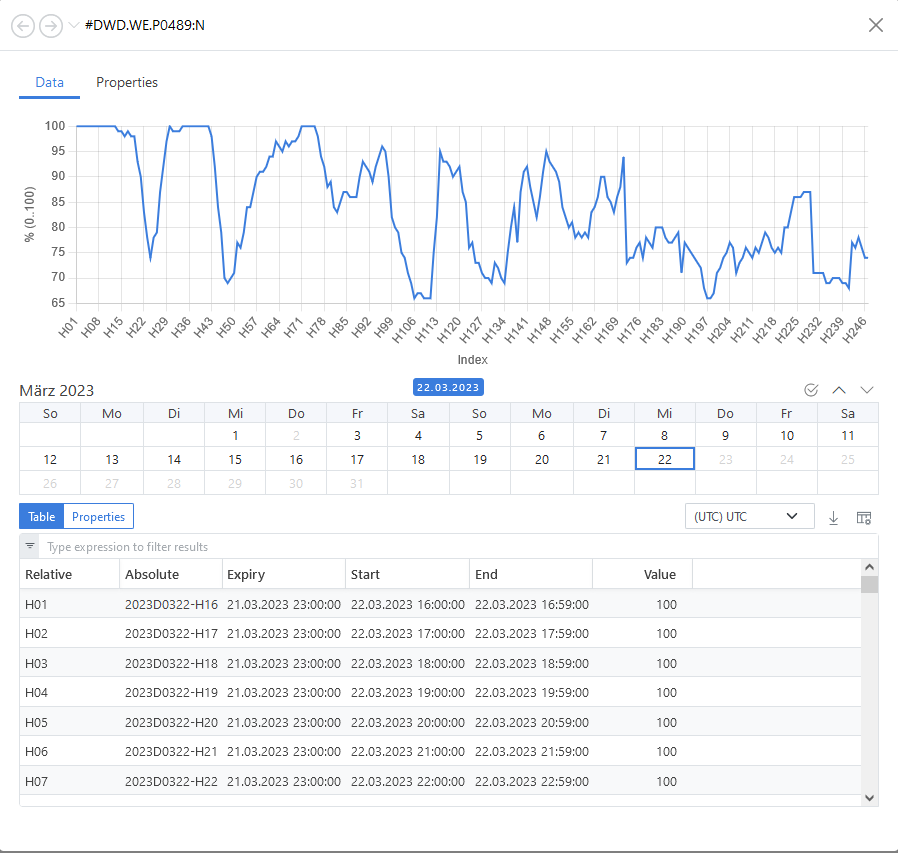 #DWD.WE.P0489:N
Data Properties
100
95
90
85
80
75
70
65
% (0..100)
H01 H08 H15 H22 H29 H36 H43 H50 H57 H64 H71 H78 H85 H92 H99 H106 H113 H120 H127 H134 H141 H148 H155 H162 H169 H176 H183 H190 H197 H204 H211 H218 H225 H232 H239 H246
Index
März 2023 22.03.2023
So Mo Di Mi Do Fr Sa So Mo Di Mi Do Fr Sa
1 2 3 4 5 6 7 8 9 10 11
12 13 14 15 16 17 18 19 20 21 22 23 24 25
26 27 28 29 30 31
Table Properties (UTC) UTC
Type expression to filter results
Relative Absolute Expiry Start End Value
H01 2023D0322-H16 21.03.2023 23:00:00 22.03.2023 16:00:00 22.03.2023 16:59:00 100
H02 2023D0322-H17 21.03.2023 23:00:00 22.03.2023 17:00:00 22.03.2023 17:59:00 100
H03 2023D0322-H18 21.03.2023 23:00:00 22.03.2023 18:00:00 22.03.2023 18:59:00 100
H04 2023D0322-H19 21.03.2023 23:00:00 22.03.2023 19:00:00 22.03.2023 19:59:00 100
H05 2023D0322-H20 21.03.2023 23:00:00 22.03.2023 20:00:00 22.03.2023 20:59:00 100
H06 2023D0322-H21 21.03.2023 23:00:00 22.03.2023 21:00:00 22.03.2023 21:59:00 100
H07 2023D0322-H22 21.03.2023 23:00:00 22.03.2023 22:00:00 22.03.2023 22:59:00 100